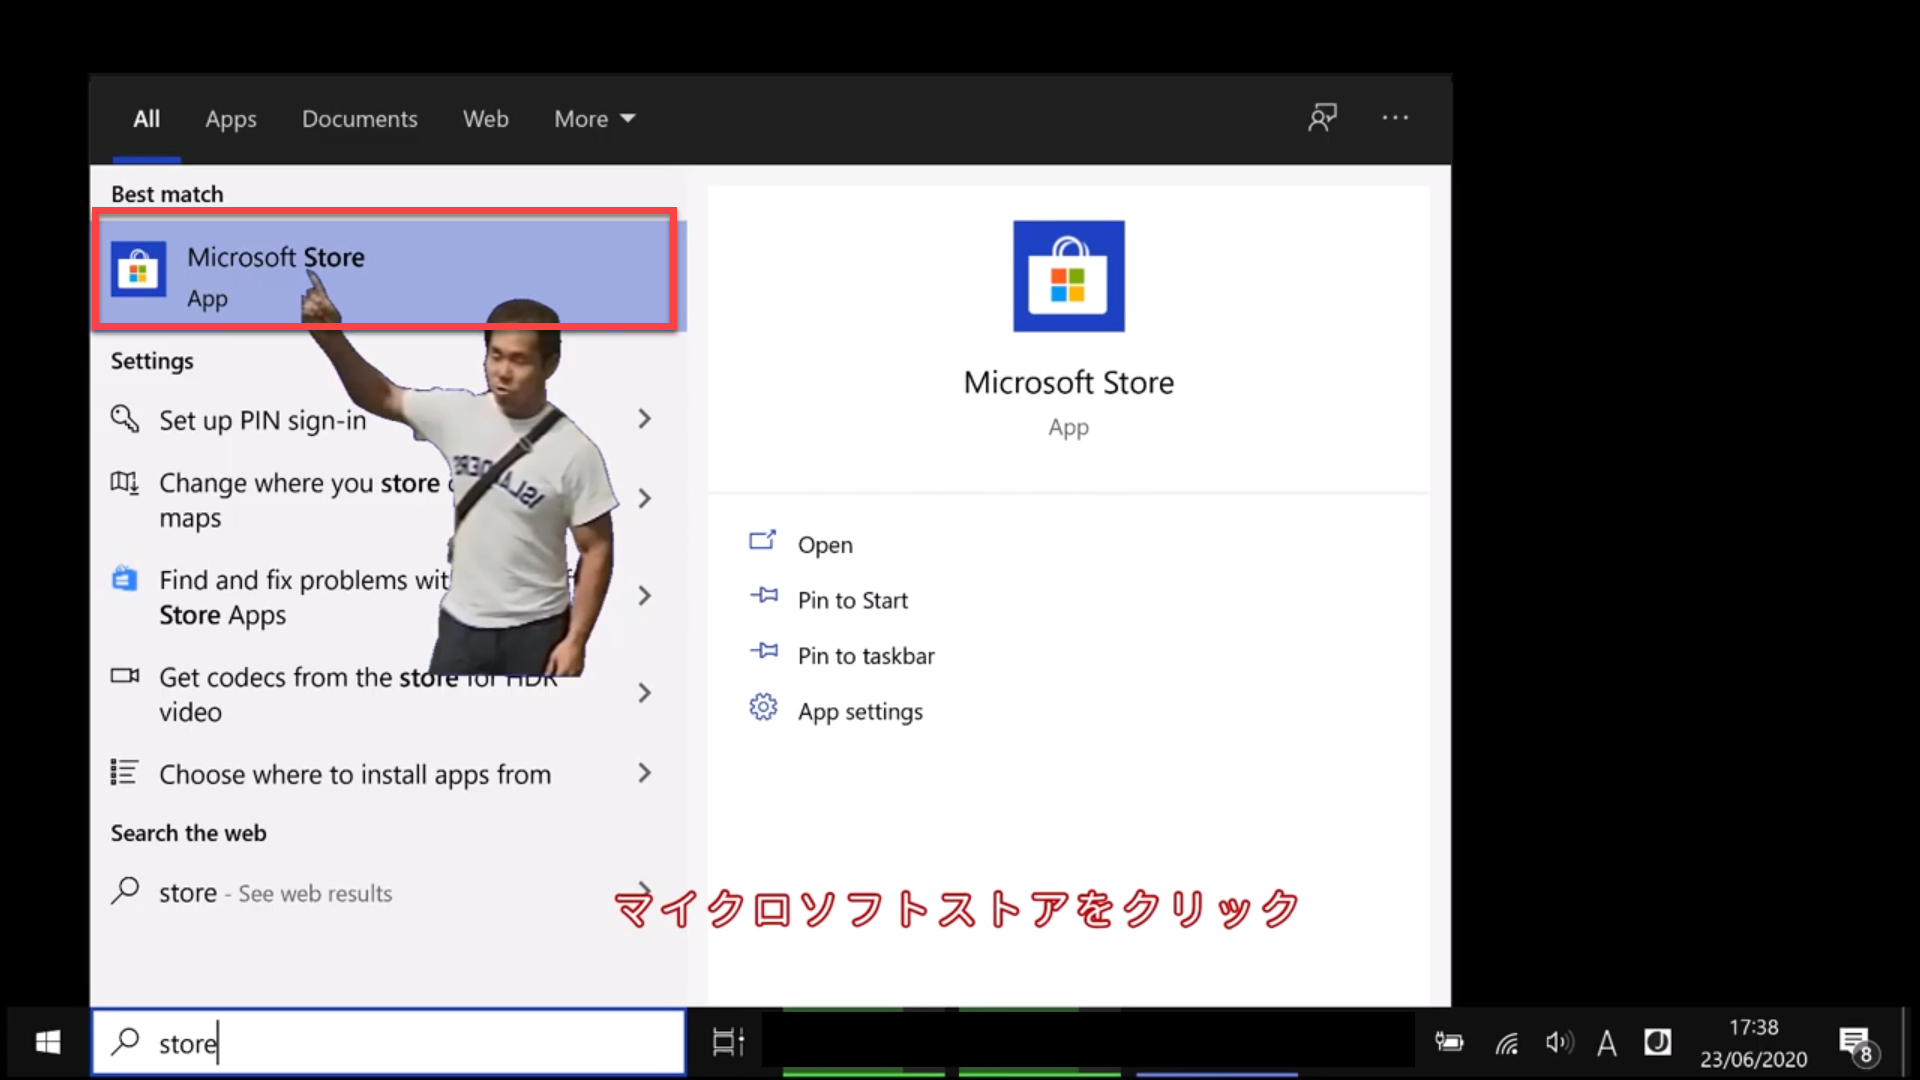 All Apps Documents Web More
Best match
Microsoft Store
App
Settings
Set up PIN sign-in
Change where you store
maps
Find and fix problems
Store Apps
Get codecs from the store for HDR
video
Choose where to install apps from
Search the web
store - See web results
Microsoft Store
App
Open
Pin to Start
Pin to taskbar
App settings
マイクロソフトストアをクリック
store
A
J
17:38
23/06/2020
8